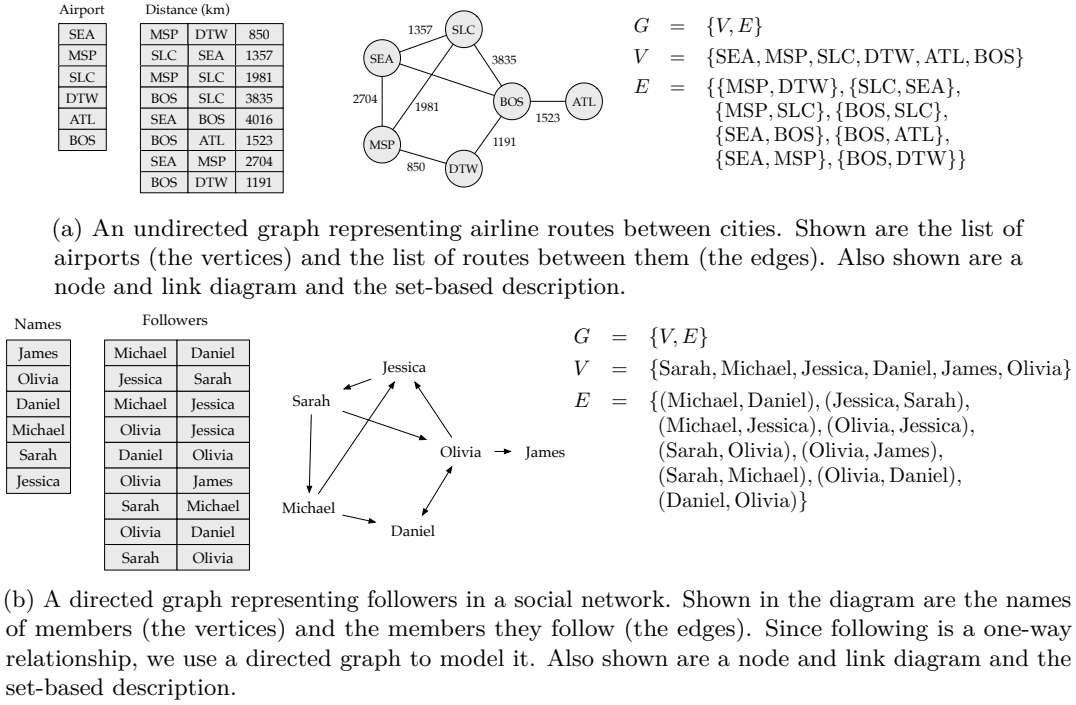 Airport
SEA
MSP
SLC
DTW
ATL
BOS
Distance (km)
MSP DTW 850
SLC SEA 1357
MSP SLC 1981
BOS SLC 3835
SEA BOS 4016
BOS ATL 1523
SEA MSP 2704
BOS DTW 1191
SLC
1357
SEA
3835
2704
1981
BOS
ATL
1523
MSP
1191
850
DTW
G = {V, E}
V = {SEA, MSP, SLC, DTW, ATL, BOS}
E = {{MSP, DTW}, {SLC, SEA},
{MSP, SLC}, {BOS, SLC},
{SEA, BOS}, {BOS, ATL},
{SEA, MSP}, {BOS, DTW}}
(a) An undirected graph representing airline routes between cities. Shown are the list of
airports (the vertices) and the list of routes between them (the edges). Also shown are a
node and link diagram and the set-based description.
Names
James
Olivia
Daniel
Michael
Sarah
Jessica
Followers
Michael Daniel
Jessica Sarah
Michael Jessica
Olivia Jessica
Daniel Olivia
Olivia James
Sarah Michael
Olivia Daniel
Sarah Olivia
Jessica
Sarah
Olivia
James
Michael
Daniel
G = {V, E}
V = {Sarah, Michael, Jessica, Daniel, James, Olivia}
E = {(Michael, Daniel), (Jessica, Sarah),
(Michael, Jessica), (Olivia, Jessica),
(Sarah, Olivia), (Olivia, James),
(Sarah, Michael), (Olivia, Daniel),
(Daniel, Olivia)}
(b) A directed graph representing followers in a social network. Shown in the diagram are the names
of members (the vertices) and the members they follow (the edges). Since following is a one-way
relationship, we use a directed graph to model it. Also shown are a node and link diagram and the
set-based description.